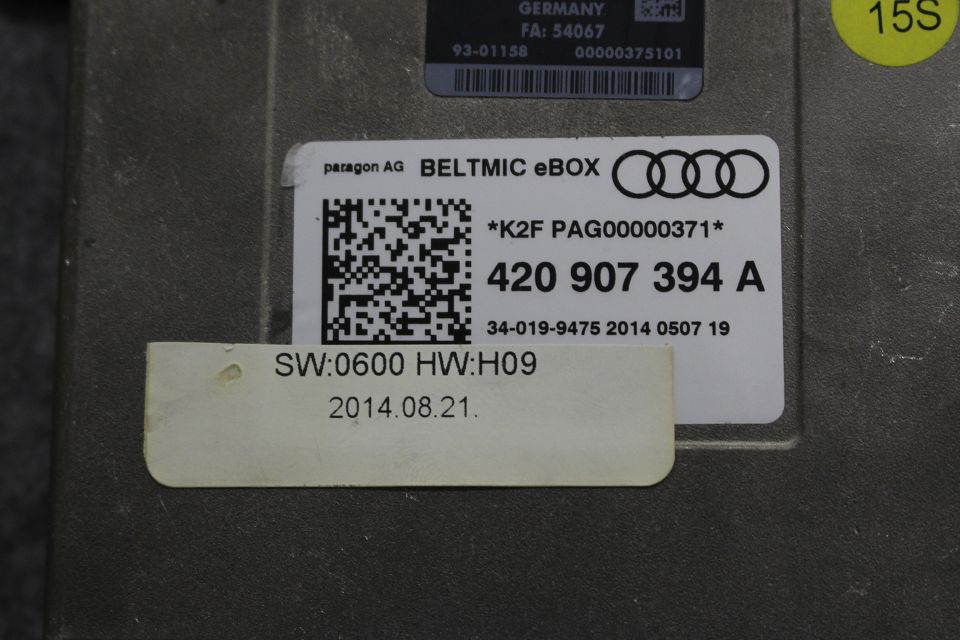 GERMANY
FA: 54067
93-01158 00000375101
15S
paragon AG BELTMIC eBOX
*K2F PAG00000371*
420 907 394 A
34-019-9475 2014 0507 19
SW:0600 HW:H09
2014.08.21.